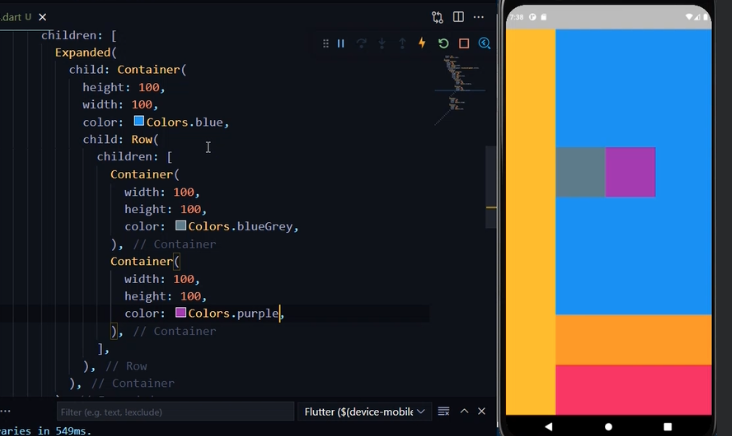 .dart U
children: [
Expanded(
child: Container(
height: 100,
width: 100,
color: Colors.blue,
child: Row(
children: [
Container(
width: 100,
height: 100,
color: Colors.blueGrey,
), // Container
Container(
width: 100,
height: 100,
color: Colors.purple,
), // Container
],
), // Row
), // Container
Filter (e.g. text, !exclude)
Flutter ($(device-mobile
aries in 549ms.
7:38